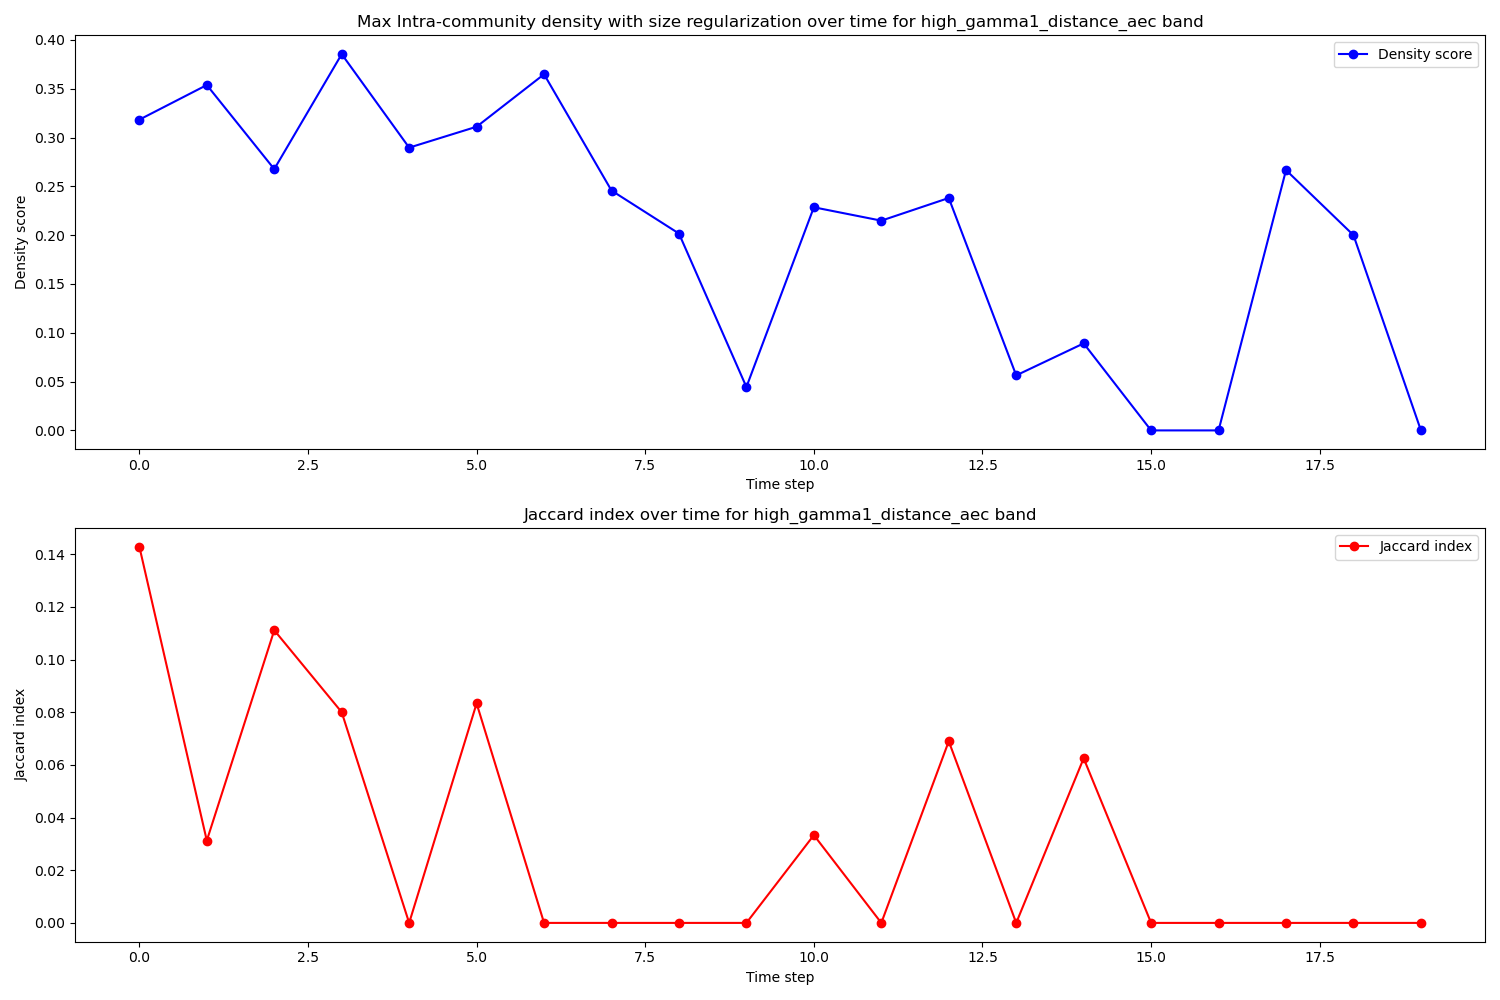 Max Intra-community density with size regularization over time for high_gamma1_distance_aec band
Density score
0.40
0.35
0.30
0.25
0.20
0.15
0.10
0.05
0.00
Density score
0.0 2.5 5.0 7.5 10.0 12.5 15.0 17.5
Time step
Jaccard index over time for high_gamma1_distance_aec band
Jaccard index
0.14
0.12
0.10
0.08
0.06
0.04
0.02
0.00
Jaccard index
0.0 2.5 5.0 7.5 10.0 12.5 15.0 17.5
Time step